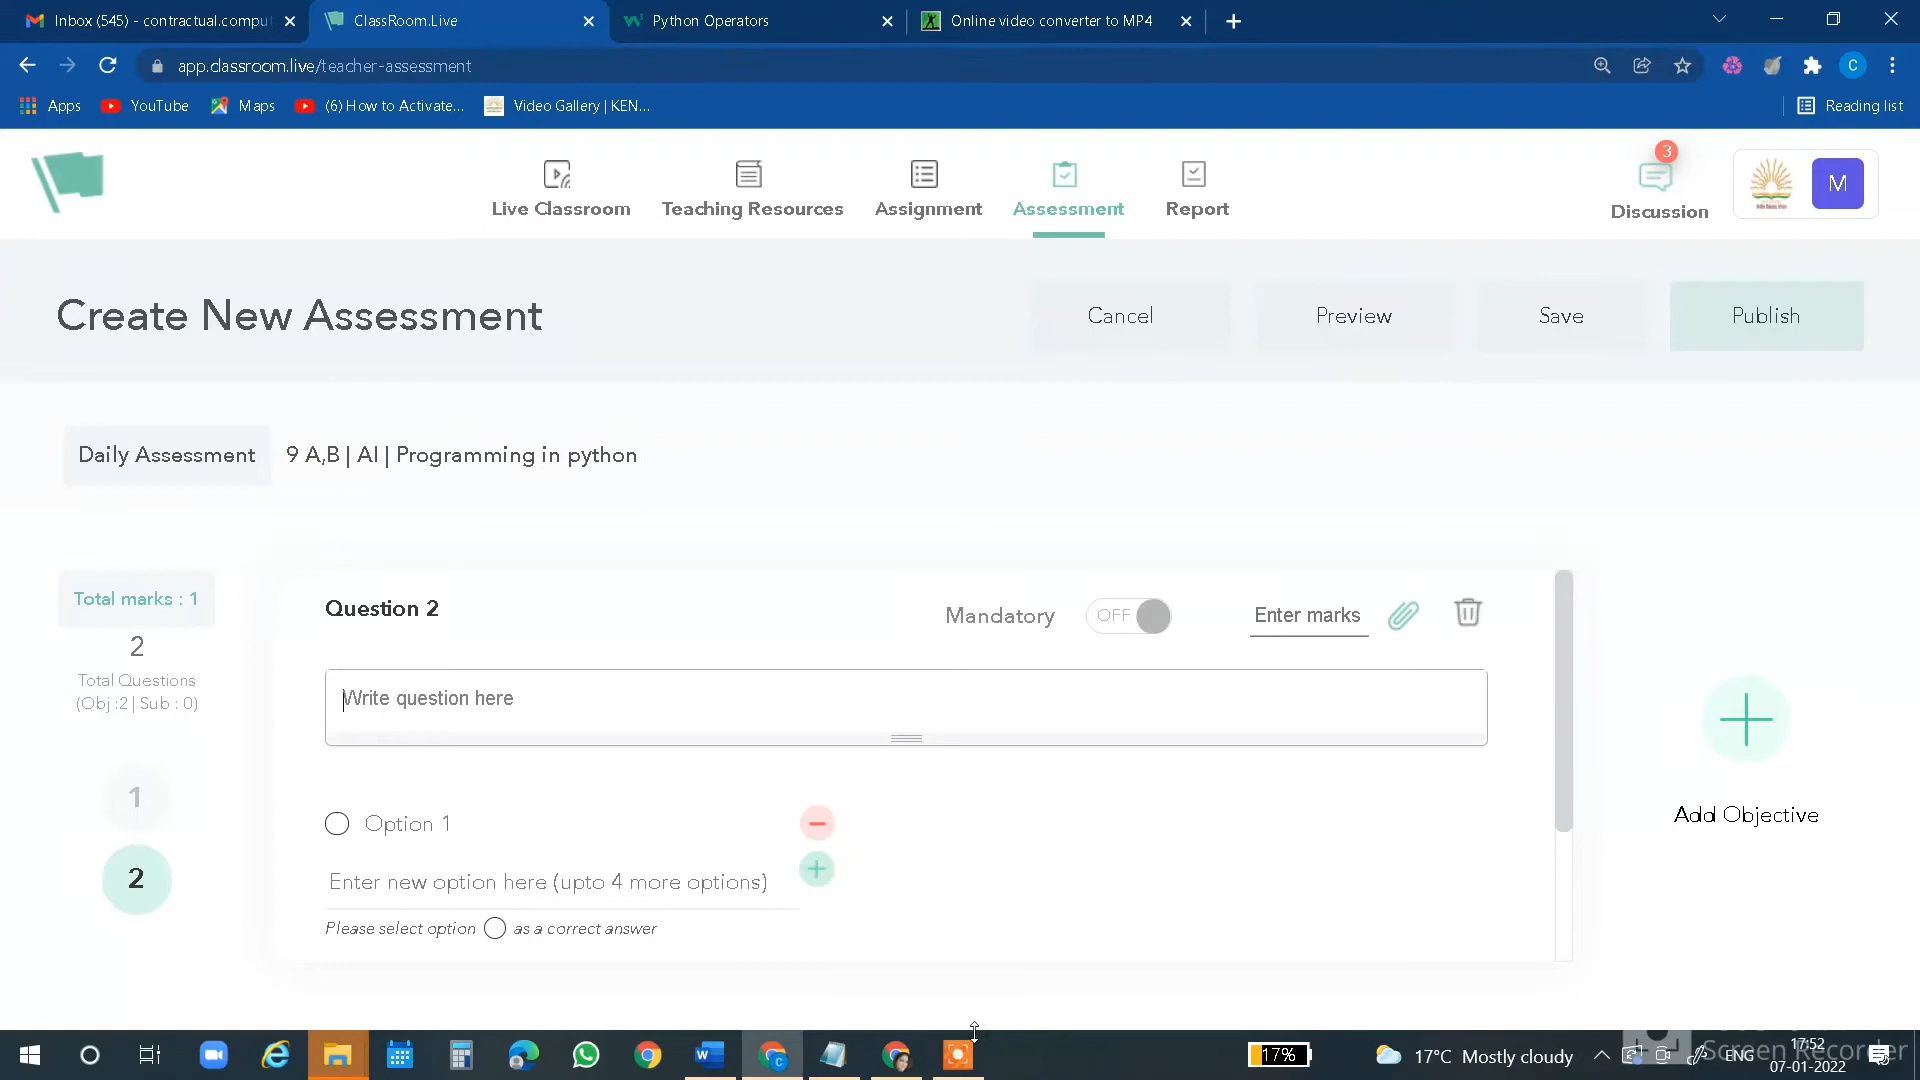 Inbox (545) - contractual.comput
ClassRoom.Live
Python Operators
Online video converter to MP4
app.classroom.live/teacher-assessment
C
Apps
YouTube
Maps
(6) How to Activate...
Video Gallery | KEN...
Reading list
3
M
Live Classroom
Teaching Resources
Assignment
Assessment
Report
Discussion
Create New Assessment
Cancel
Preview
Save
Publish
Daily Assessment
9 A,B | AI | Programming in python
Total marks : 1
2
Total Questions
(Obj :2 | Sub : 0)
1
2
Question 2
Mandatory
OFF
Enter marks
Write question here
Option 1
Enter new option here (upto 4 more options)
Please select option
as a correct answer
Add Objective
17%
17°C Mostly cloudy
ENG
17:52
07-01-2022
Screen Recorder